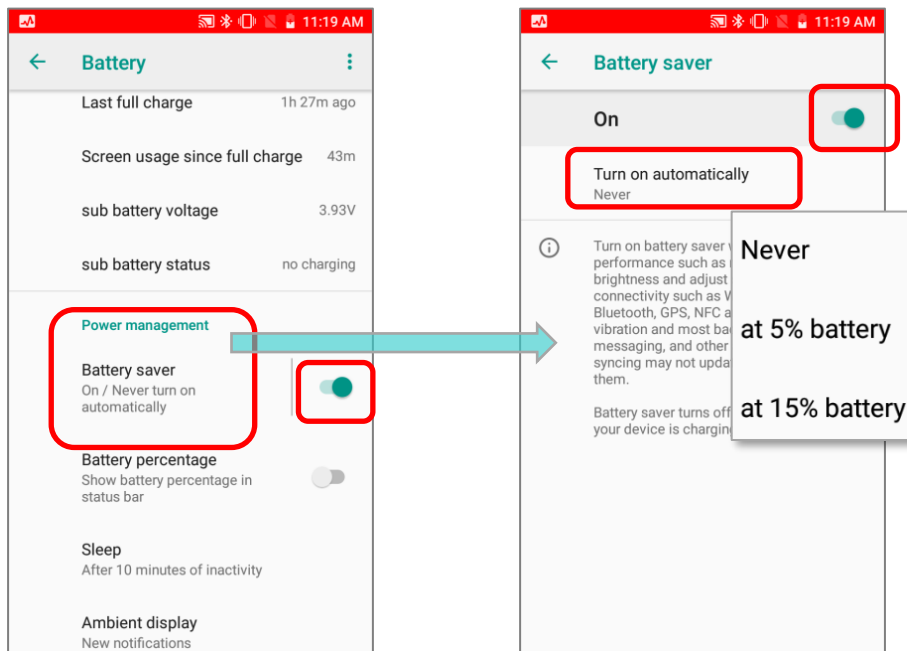 11:19 AM
Battery
Last full charge 1h 27m ago
Screen usage since full charge 43m
sub battery voltage 3.93V
sub battery status no charging
Power management
Battery saver
On / Never turn on
automatically
Battery percentage
Show battery percentage in
status bar
Sleep
After 10 minutes of inactivity
Ambient display
New notifications
11:19 AM
Battery saver
On
Turn on automatically
Never
Turn on battery saver
performance such as
brightness and adjust
connectivity such as
Bluetooth, GPS, NFC
vibration and most
messaging, and other
syncing may not
them.
Battery saver turns off
your device is
Never
at 5% battery
at 15% battery